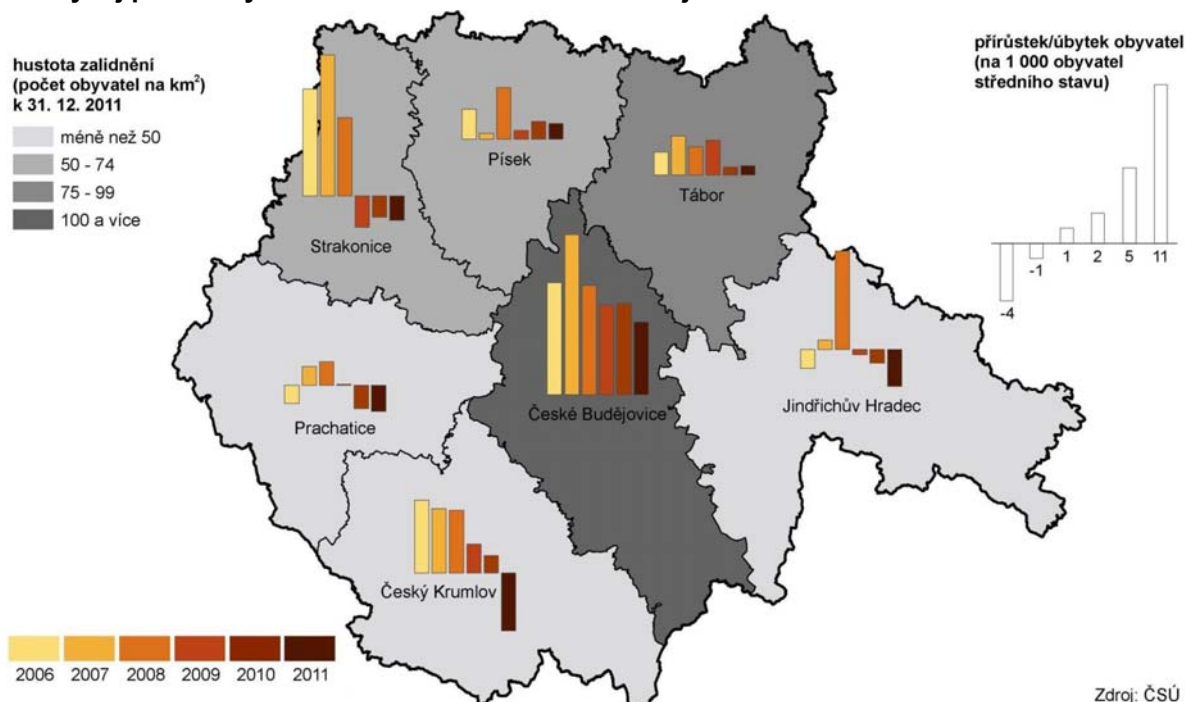 hustota zalidnění
(počet obyvatel na km²)
k 31. 12. 2011
méně než 50
50 - 74
75 - 99
100 a více
přírůstek/úbytek obyvatel
(na 1 000 obyvatel
středního stavu)
-4
-1
1
2
5
11
Písek
Tábor
Strakonice
České Budějovice
Jindřichův Hradec
Prachatice
Český Krumlov
2006
2007
2008
2009
2010
2011
Zdroj: ČSÚ